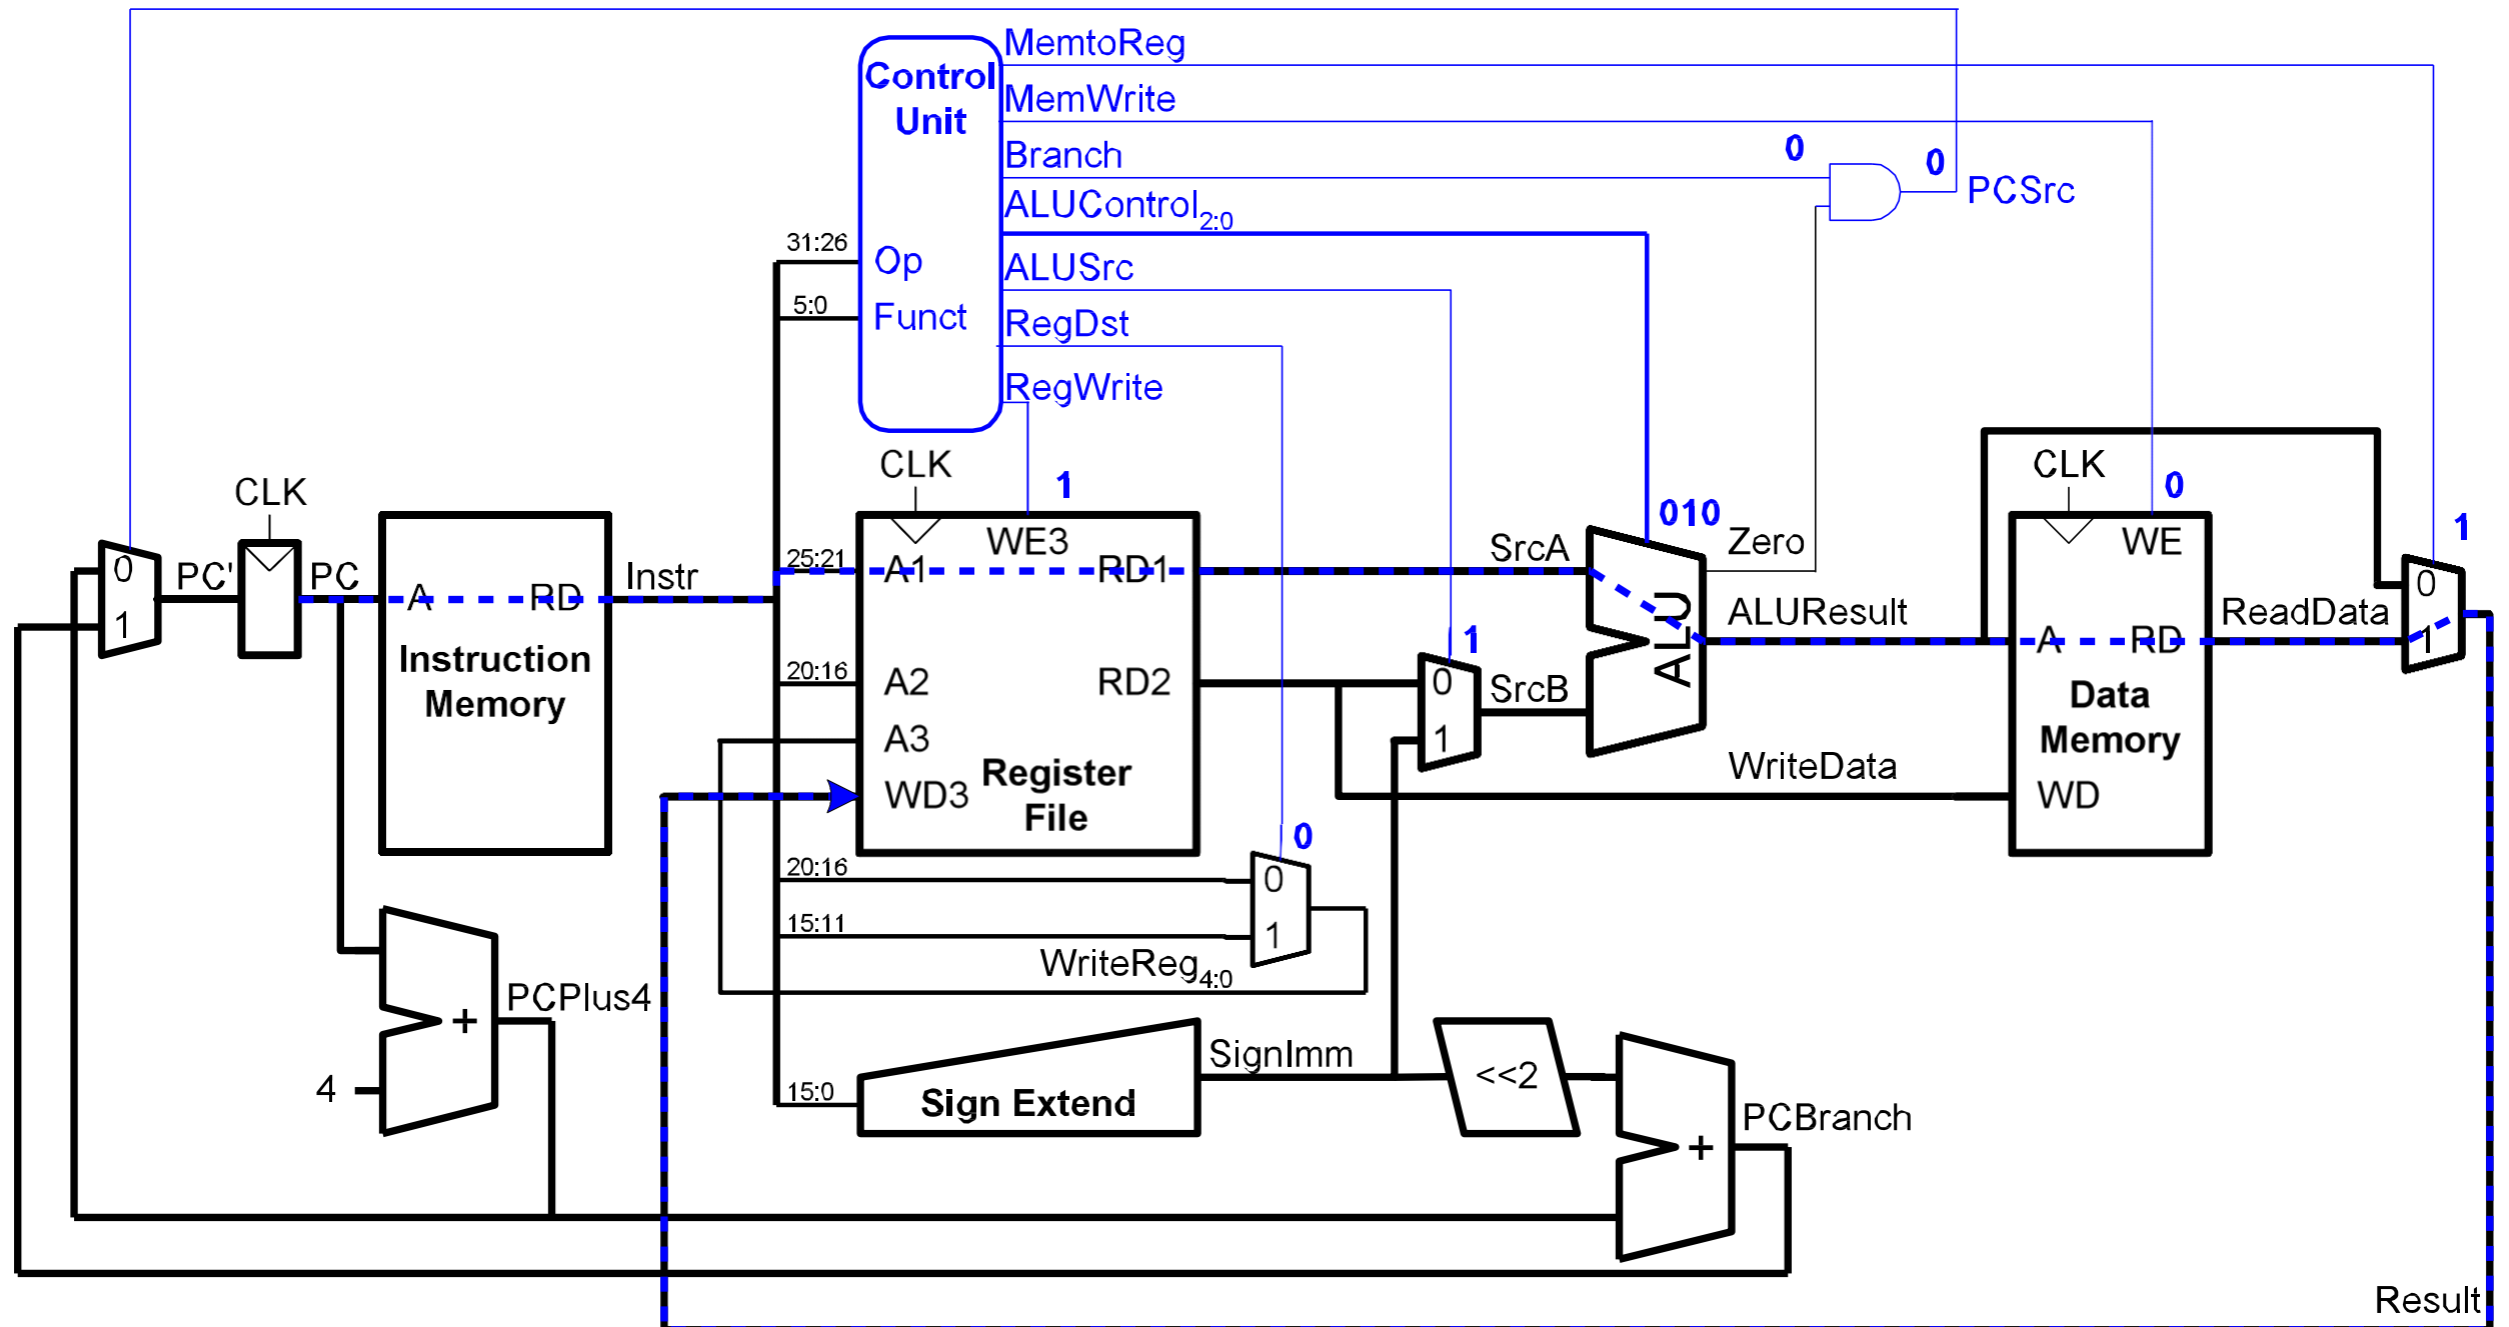 MemtoReg
Control
Unit
MemWrite
Branch
0
0
PCSrc
ALUControl2:0
31:26
Op
ALUSrc
5:0
Funct
RegDst
RegWrite
CLK
CLK
CLK
1
0
010
1
WE3
SrcA
Zero
WE
0
PC'
PC
A
RD
Instr
25:21
A1
RD1
ALU
ALUResult
ReadData
0
1
A
RD
1
Instruction
Memory
1
20:16
A2
RD2
0
SrcB
Data
Memory
A3
1
Register
File
WriteData
WD3
WD
0
20:16
0
15:11
1
WriteReg4:0
PCPlus4
+
4
SignImm
<<2
15:0
Sign Extend
PCBranch
+
Result